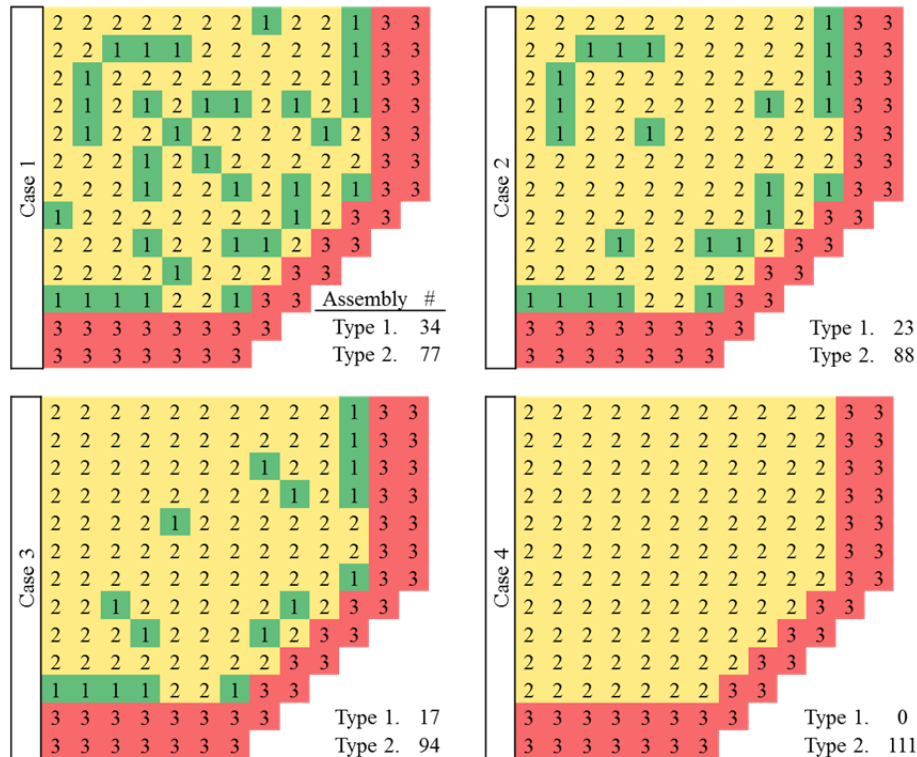 Case 1
2 2 2 2 2 2 2 1 2 2 1 3 3
2 2 1 1 1 2 2 2 2 2 1 3 3
2 1 2 2 2 2 2 2 2 2 1 3 3
2 1 2 1 2 1 1 2 1 2 1 3 3
2 1 2 2 1 2 2 2 2 1 2 3 3
2 2 2 1 2 1 2 2 2 2 2 3 3
2 2 2 1 2 2 1 2 1 2 1 3 3
1 2 2 2 2 2 2 2 1 2 3 3
2 2 2 1 2 2 1 1 2 3 3
2 2 2 2 1 2 2 2 3 3
1 1 1 1 2 2 1 3 3
3 3 3 3 3 3 3 3
3 3 3 3 3 3 3
Assembly #
Type 1. 34
Type 2. 77
Case 2
2 2 2 2 2 2 2 2 2 2 1 3 3
2 2 1 1 1 2 2 2 2 2 1 3 3
2 1 2 2 2 2 2 2 2 2 1 3 3
2 1 2 2 2 2 2 2 1 2 1 3 3
2 1 2 2 1 2 2 2 2 2 2 3 3
2 2 2 2 2 2 2 2 2 2 2 3 3
2 2 2 2 2 2 2 2 1 2 1 3 3
2 2 2 2 2 2 2 2 1 2 3 3
2 2 2 1 2 2 1 1 2 3 3
2 2 2 2 2 2 2 2 3 3
1 1 1 1 2 2 1 3 3
3 3 3 3 3 3 3 3
3 3 3 3 3 3 3
Type 1. 23
Type 2. 88
Case 3
2 2 2 2 2 2 2 2 2 2 1 3 3
2 2 2 2 2 2 2 2 2 2 1 3 3
2 2 2 2 2 2 2 1 2 2 1 3 3
2 2 2 2 2 2 2 2 1 2 1 3 3
2 2 2 2 1 2 2 2 2 2 2 3 3
2 2 2 2 2 2 2 2 2 2 2 3 3
2 2 2 2 2 2 2 2 2 2 1 3 3
2 2 1 2 2 2 2 2 1 2 3 3
2 2 2 1 2 2 2 1 2 3 3
2 2 2 2 2 2 2 2 3 3
1 1 1 1 2 2 1 3 3
3 3 3 3 3 3 3 3
3 3 3 3 3 3 3
Type 1. 17
Type 2. 94
Case 4
2 2 2 2 2 2 2 2 2 2 2 3 3
2 2 2 2 2 2 2 2 2 2 2 3 3
2 2 2 2 2 2 2 2 2 2 2 3 3
2 2 2 2 2 2 2 2 2 2 2 3 3
2 2 2 2 2 2 2 2 2 2 2 3 3
2 2 2 2 2 2 2 2 2 2 2 3 3
2 2 2 2 2 2 2 2 2 2 2 3 3
2 2 2 2 2 2 2 2 2 2 3 3
2 2 2 2 2 2 2 2 2 3 3
2 2 2 2 2 2 2 2 3 3
2 2 2 2 2 2 2 3 3
3 3 3 3 3 3 3 3
3 3 3 3 3 3 3
Type 1. 0
Type 2. 111